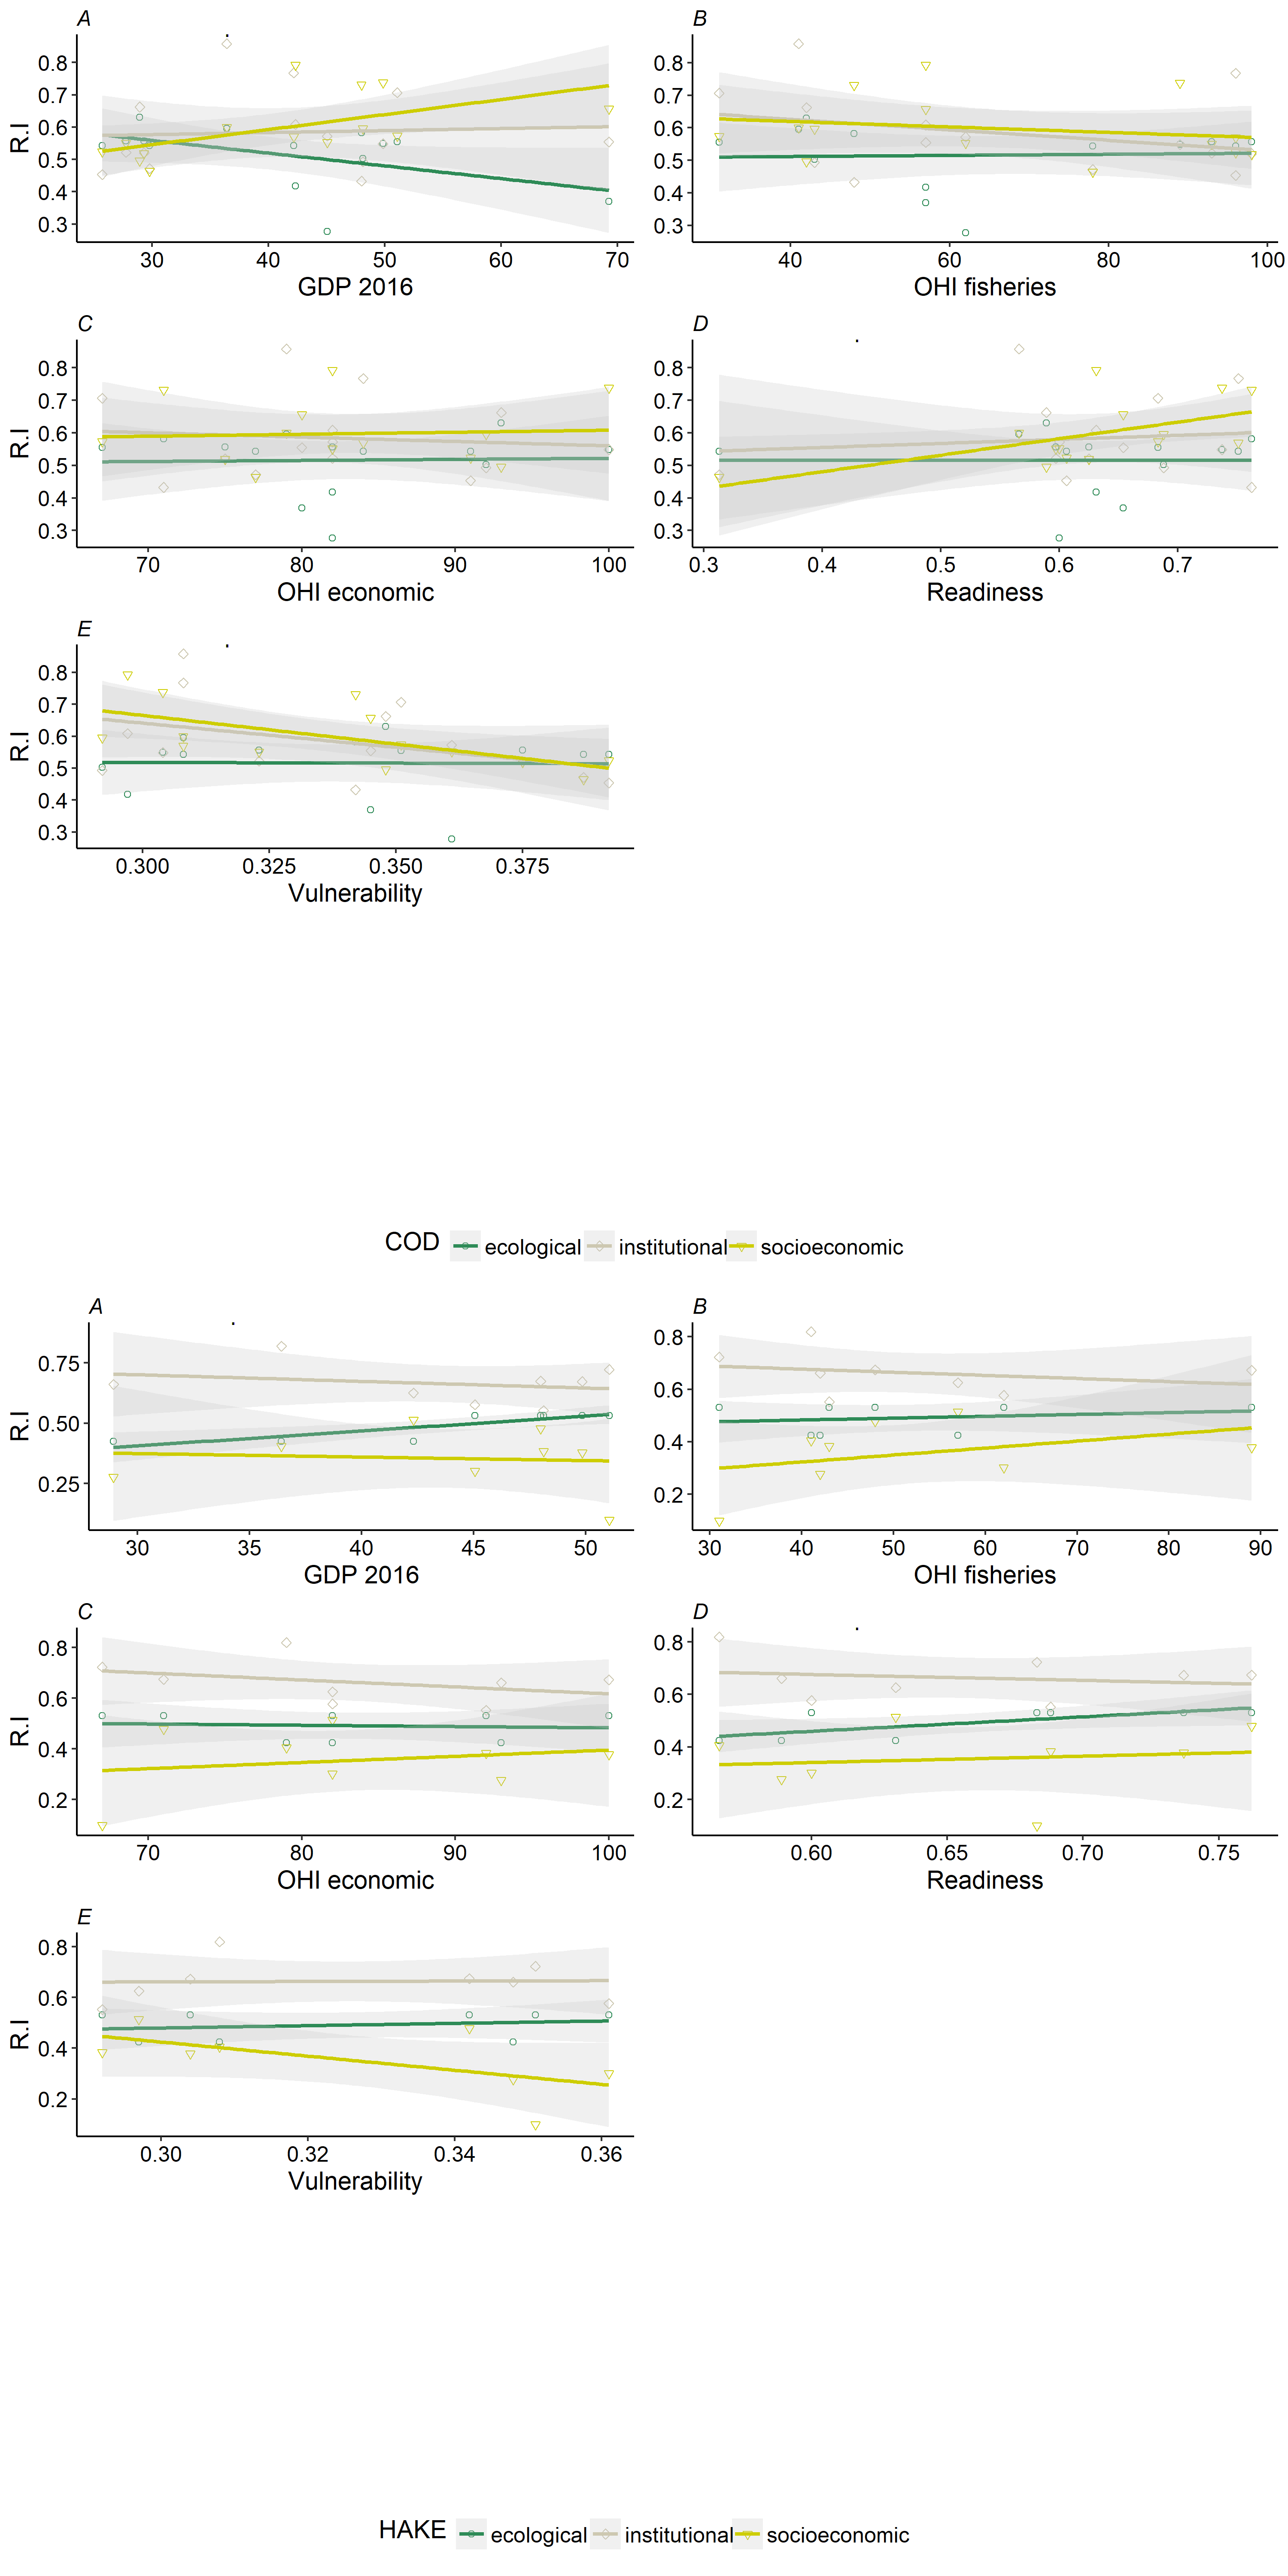 A
B
R.I
0.8
0.7
0.6
0.5
0.4
0.3
0.8
0.7
0.6
0.5
0.4
0.3
30 40 50 60 70
40 60 80 100
GDP 2016
OHI fisheries
C
D
R.I
0.8
0.7
0.6
0.5
0.4
0.3
0.8
0.7
0.6
0.5
0.4
0.3
70 80 90 100
0.3 0.4 0.5 0.6 0.7
OHI economic
Readiness
E
R.I
0.8
0.7
0.6
0.5
0.4
0.3
0.300 0.325 0.350 0.375
Vulnerability
COD ecological institutional socioeconomic
A
B
R.I
0.75
0.50
0.25
0.8
0.6
0.4
0.2
30 35 40 45 50
30 40 50 60 70 80 90
GDP 2016
OHI fisheries
C
D
R.I
0.8
0.6
0.4
0.2
0.8
0.6
0.4
0.2
70 80 90 100
0.60 0.65 0.70 0.75
OHI economic
Readiness
E
R.I
0.8
0.6
0.4
0.2
0.30 0.32 0.34 0.36
Vulnerability
HAKE ecological institutional socioeconomic